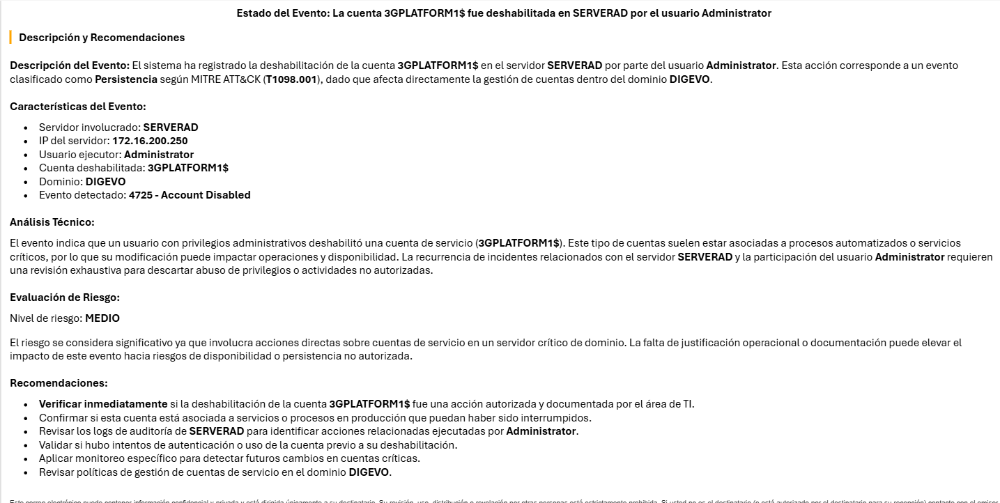 Estado del Evento: La cuenta 3GPLATFORM1$ fue deshabilitada en SERVERAD por el usuario Administrator
Descripción y Recomendaciones
Descripción del Evento: El sistema ha registrado la deshabilitación de la cuenta 3GPLATFORM1$ en el servidor SERVERAD por parte del usuario Administrator. Esta acción corresponde a un evento
clasificado como Persistencia según MITRE ATT&CK (T1098.001), dado que afecta directamente la gestión de cuentas dentro del dominio DIGEVO.
Características del Evento:
• Servidor involucrado: SERVERAD
• IP del servidor: 172.16.200.250
• Usuario ejecutor: Administrator
• Cuenta deshabilitada: 3GPLATFORM1$
• Dominio: DIGEVO
• Evento detectado: 4725 - Account Disabled
Análisis Técnico:
El evento indica que un usuario con privilegios administrativos deshabilitó una cuenta de servicio (3GPLATFORM1$). Este tipo de cuentas suelen estar asociadas a procesos automatizados o servicios
críticos, por lo que su modificación puede impactar operaciones y disponibilidad. La recurrencia de incidentes relacionados con el servidor SERVERAD y la participación del usuario Administrator requieren
una revisión exhaustiva para descartar abuso de privilegios o actividades no autorizadas.
Evaluación de Riesgo:
Nivel de riesgo: MEDIO
El riesgo se considera significativo ya que involucra acciones directas sobre cuentas de servicio en un servidor crítico de dominio. La falta de justificación operacional o documentación puede elevar el
impacto de este evento hacia riesgos de disponibilidad o persistencia no autorizada.
Recomendaciones:
• Verificar inmediatamente si la deshabilitación de la cuenta 3GPLATFORM1$ fue una acción autorizada y documentada por el área de TI.
• Confirmar si esta cuenta está asociada a servicios o procesos en producción que puedan haber sido interrumpidos.
• Revisar los logs de auditoría de SERVERAD para identificar acciones relacionadas ejecutadas por Administrator.
• Validar si hubo intentos de autenticación o uso de la cuenta previo a su deshabilitación.
• Aplicar monitoreo específico para detectar futuros cambios en cuentas críticas.
• Revisar políticas de gestión de cuentas de servicio en el dominio DIGEVO.
Este correo electrónico puede contener información confidencial y privada y está dirigida únicamente a su destinatario. Su revisión, uso, distribución o revelación por otras personas está estrictamente prohibida. Si usted no es el destinatario (o está autorizado por el destinatario para su recepción) contacte con el emisor